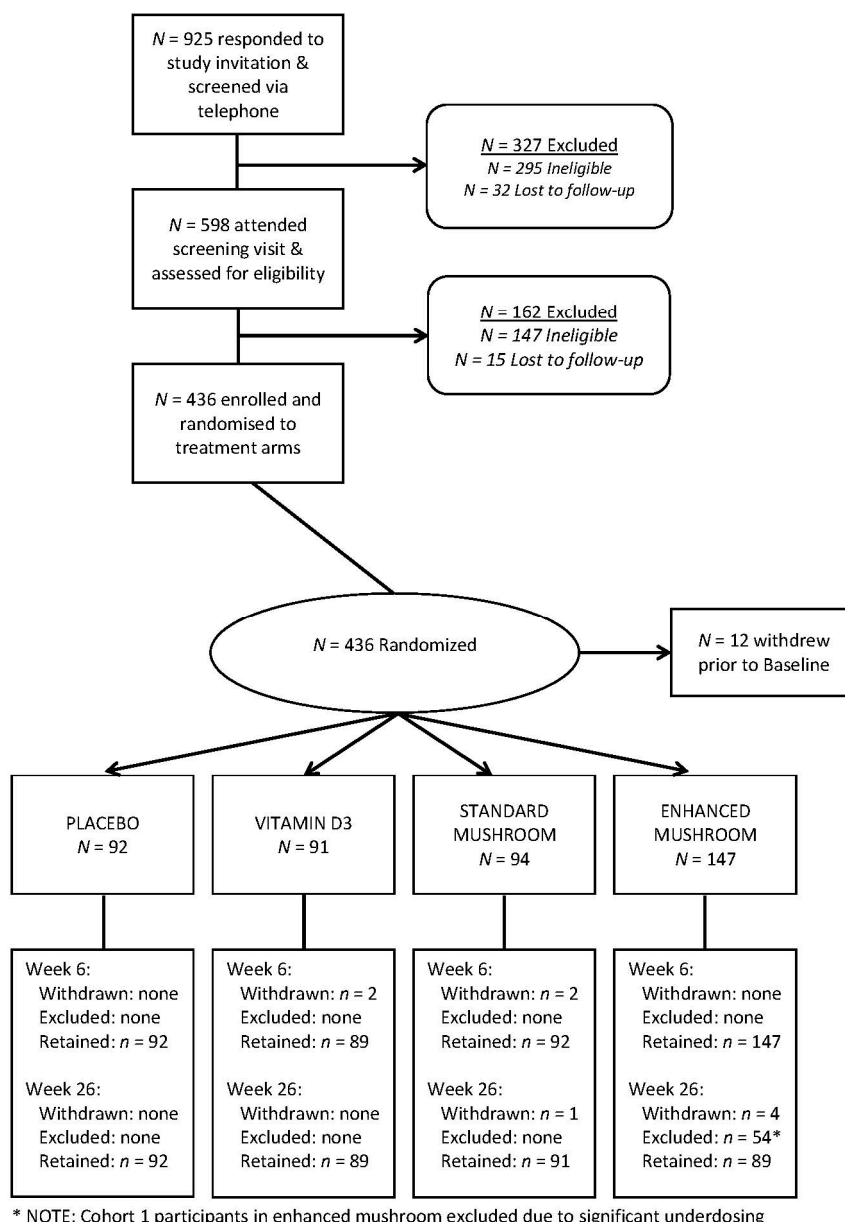 N = 925 responded to
study invitation &
screened via
telephone
N = 327 Excluded
N = 295 Ineligible
N = 32 Lost to follow-up
N = 598 attended
screening visit &
assessed for eligibility
N = 162 Excluded
N = 147 Ineligible
N = 15 Lost to follow-up
N = 436 enrolled and
randomised to
treatment arms
N = 436 Randomized
N = 12 withdrew
prior to Baseline
PLACEBO
N = 92
VITAMIN D3
N = 91
STANDARD
MUSHROOM
N = 94
ENHANCED
MUSHROOM
N = 147
Week 6:
Withdrawn: none
Excluded: none
Retained: n = 92
Week 26:
Withdrawn: none
Excluded: none
Retained: n = 92
Week 6:
Withdrawn: n = 2
Excluded: none
Retained: n = 89
Week 26:
Withdrawn: none
Excluded: none
Retained: n = 89
Week 6:
Withdrawn: n = 2
Excluded: none
Retained: n = 92
Week 26:
Withdrawn: n = 1
Excluded: none
Retained: n = 91
Week 6:
Withdrawn: none
Excluded: none
Retained: n = 147
Week 26:
Withdrawn: n = 4
Excluded: n = 54*
Retained: n = 89
* NOTE: Cohort 1 participants in enhanced mushroom excluded due to significant underdosing